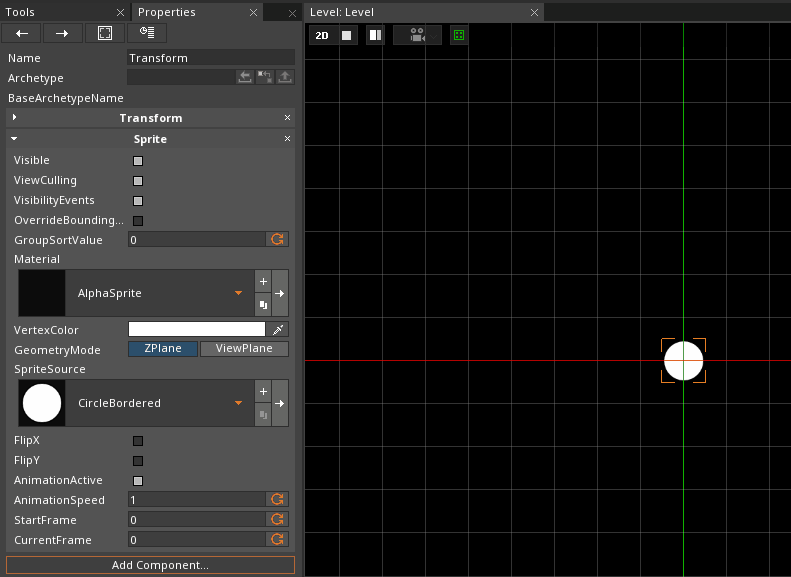 Tools
Properties
Level: Level
2D
Name Transform
Archetype
BaseArchetypeName
Transform
Sprite
Visible
ViewCulling
VisibilityEvents
OverrideBounding...
GroupSortValue 0
Material
AlphaSprite
VertexColor
GeometryMode ZPlane ViewPlane
SpriteSource
CircleBordered
FlipX
FlipY
AnimationActive
AnimationSpeed 1
StartFrame 0
CurrentFrame 0
Add Component...